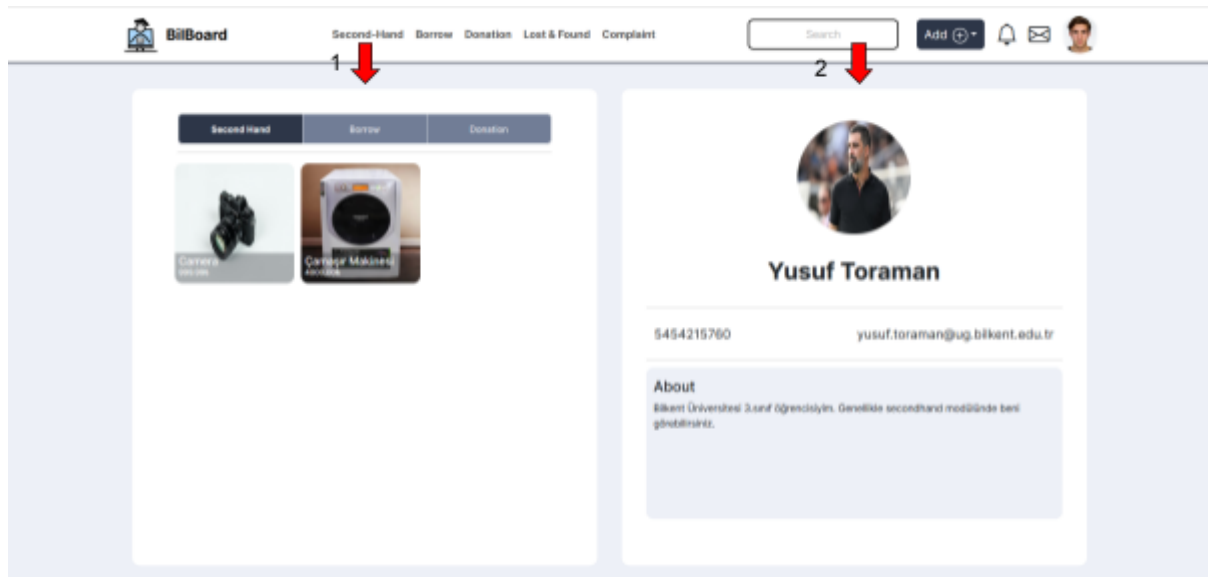 BilBoard
Second-Hand Borrow Donation Lost & Found Complaint
Search
Add
1
2
Second Hand Borrow Donation
Camera
Çamaşır Makinesi
Yusuf Toraman
5454215760
yusuf.toraman@ug.bilkent.edu.tr
About
Bilkent Üniversitesi 3.sınıf öğrencisiyim. Genellikle secondhand modülünde beni
görebilirsiniz.